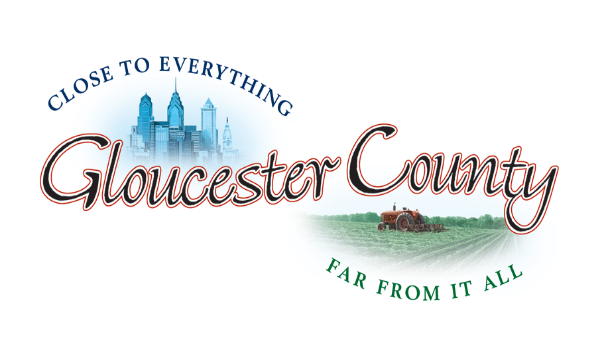 CLOSE TO EVERYTHING
Gloucester County
FAR FROM IT ALL